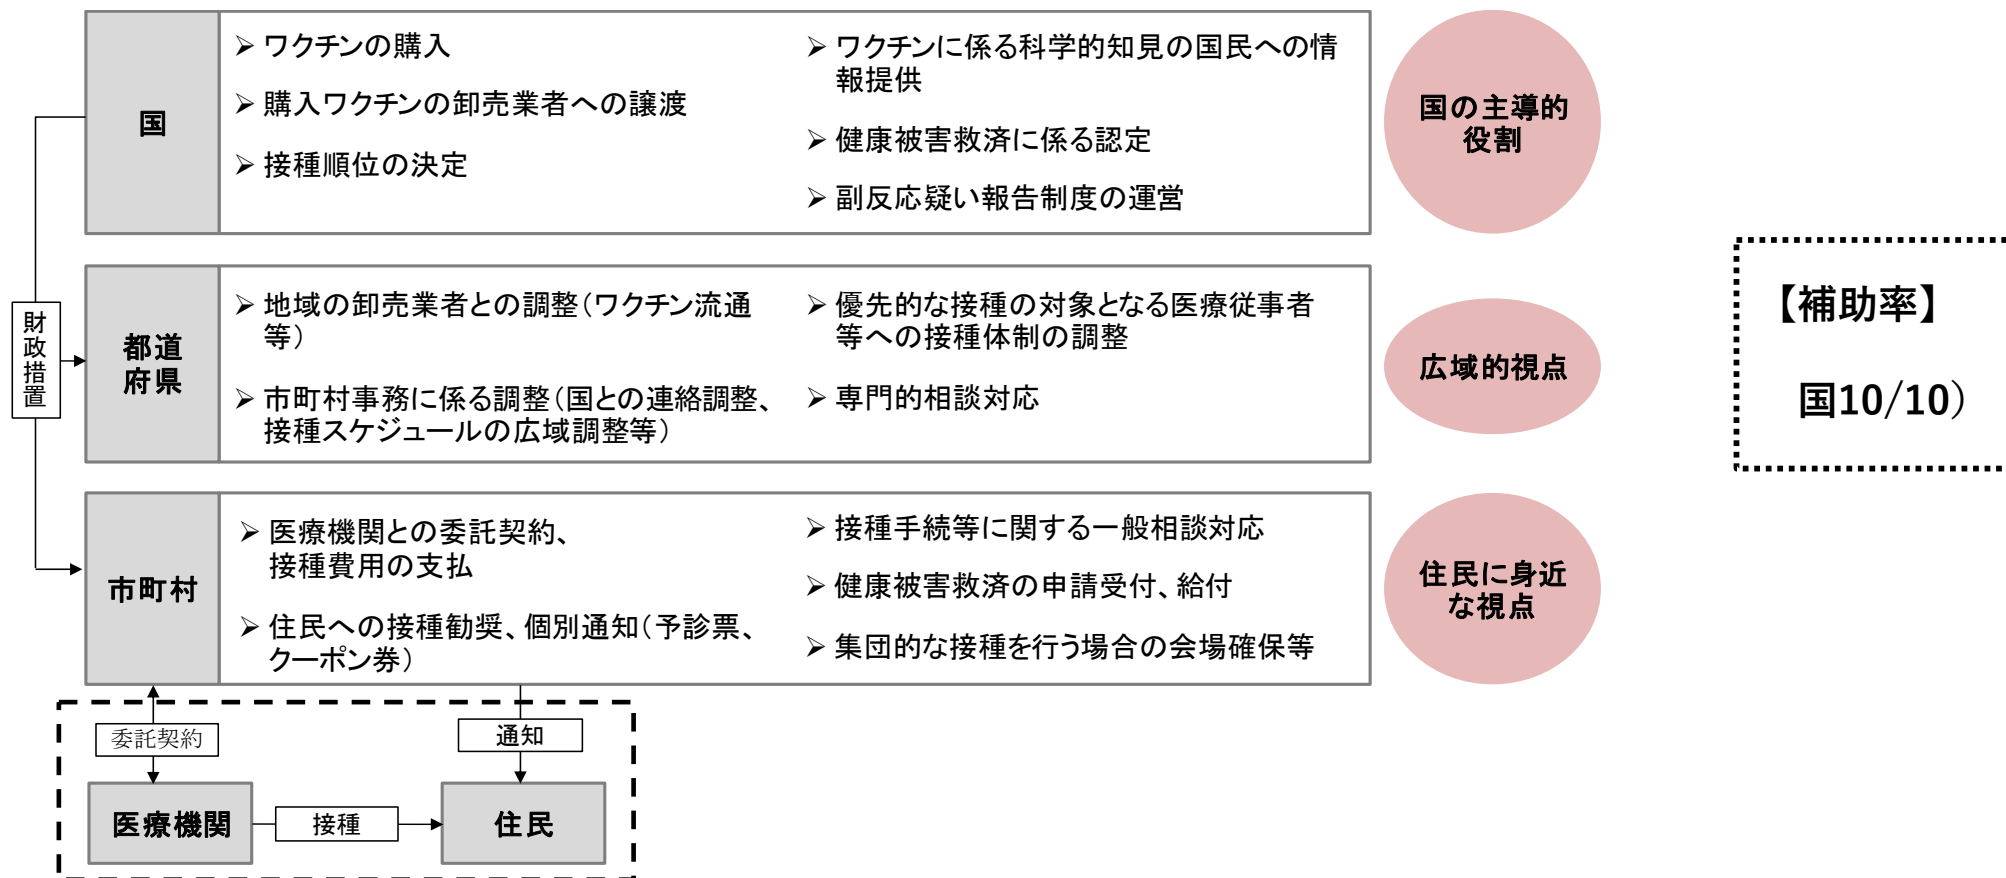 国
➢ ワクチンの購入
➢ 購入ワクチンの卸売業者への譲渡
➢ 接種順位の決定
➢ ワクチンに係る科学的知見の国民への情
報提供
➢ 健康被害救済に係る認定
➢ 副反応疑い報告制度の運営
国の主導的
役割
財政措置
都道
府県
➢ 地域の卸売業者との調整（ワクチン流通
等）
➢ 市町村事務に係る調整（国との連絡調整、
接種スケジュールの広域調整等）
➢ 優先的な接種の対象となる医療従事者
等への接種体制の調整
➢ 専門的相談対応
広域的視点
【補助率】
国10/10）
市町村
➢ 医療機関との委託契約、
接種費用の支払
➢ 住民への接種勧奨、個別通知（予診票、
クーポン券）
➢ 接種手続等に関する一般相談対応
➢ 健康被害救済の申請受付、給付
➢ 集団的な接種を行う場合の会場確保等
住民に身近
な視点
委託契約
通知
医療機関
接種
住民